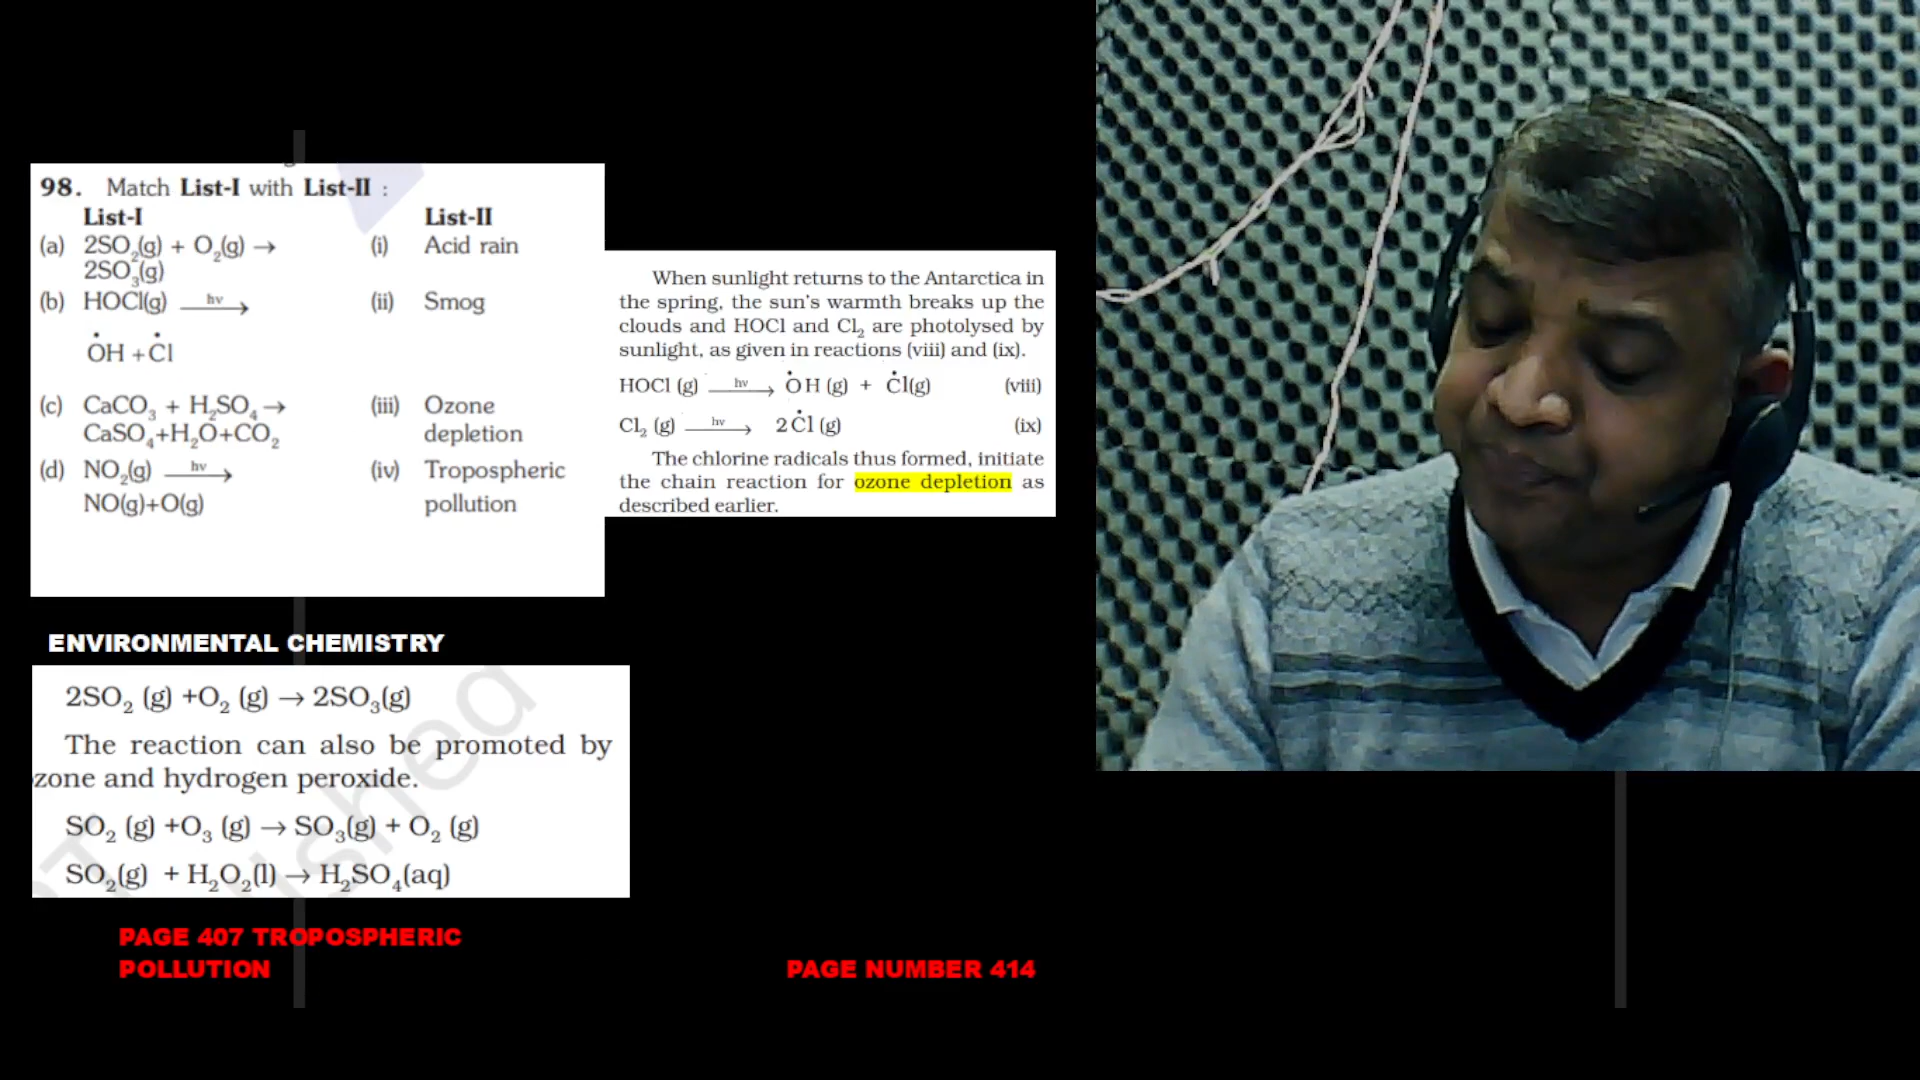 98. Match List-I with List-II :
List-I List-II
(a) 2SO₂(g) + O₂(g) → (i) Acid rain
2SO₃(g)
(b) HOCl(g) —hν→ (ii) Smog
ȮH + Ċl
(c) CaCO₃ + H₂SO₄ → (iii) Ozone
CaSO₄+H₂O+CO₂ depletion
(d) NO₂(g) —hν→ (iv) Tropospheric
NO(g)+O(g) pollution
When sunlight returns to the Antarctica in
the spring, the sun's warmth breaks up the
clouds and HOCl and Cl₂ are photolysed by
sunlight, as given in reactions (viii) and (ix).
HOCl (g) —hν→ ȮH (g) + Ċl(g) (viii)
Cl₂ (g) —hν→ 2Ċl (g) (ix)
The chlorine radicals thus formed, initiate
the chain reaction for ozone depletion as
described earlier.
ENVIRONMENTAL CHEMISTRY
2SO₂ (g) +O₂ (g) → 2SO₃(g)
The reaction can also be promoted by
zone and hydrogen peroxide.
SO₂ (g) +O₃ (g) → SO₃(g) + O₂ (g)
SO₂(g) + H₂O₂(l) → H₂SO₄(aq)
PAGE 407 TROPOSPHERIC
POLLUTION
PAGE NUMBER 414